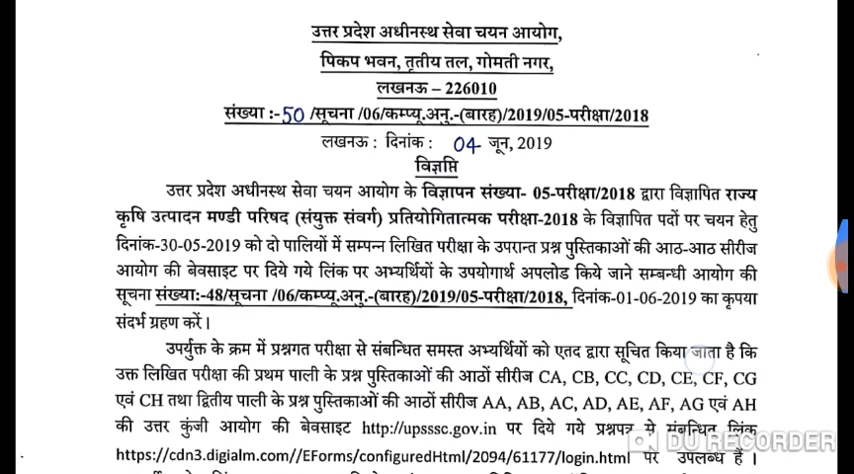 उत्तर प्रदेश अधीनस्थ सेवा चयन आयोग,
पिकप भवन, तृतीय तल, गोमती नगर,
लखनऊ – 226010
संख्या :-50 /सूचना /06/कम्प्यू.अनु.-(बारह)/2019/05-परीक्षा/2018
लखनऊ : दिनांक : 04 जून, 2019
विज्ञप्ति
उत्तर प्रदेश अधीनस्थ सेवा चयन आयोग के विज्ञापन संख्या- 05-परीक्षा/2018 द्वारा विज्ञापित राज्य
कृषि उत्पादन मण्डी परिषद (संयुक्त संवर्ग) प्रतियोगितात्मक परीक्षा-2018 के विज्ञापित पदों पर चयन हेतु
दिनांक-30-05-2019 को दो पालियों में सम्पन्न लिखित परीक्षा के उपरान्त प्रश्न पुस्तिकाओं की आठ-आठ सीरीज
आयोग की बेवसाइट पर दिये गये लिंक पर अभ्यर्थियों के उपयोगार्थ अपलोड किये जाने सम्बन्धी आयोग की
सूचना संख्या:-48/सूचना /06/कम्प्यू.अनु.-(बारह)/2019/05-परीक्षा/2018, दिनांक-01-06-2019 का कृपया
संदर्भ ग्रहण करें।
उपर्युक्त के क्रम में प्रश्नगत परीक्षा से संबन्धित समस्त अभ्यर्थियों को एतद द्वारा सूचित किया जाता है कि
उक्त लिखित परीक्षा की प्रथम पाली के प्रश्न पुस्तिकाओं की आठों सीरीज CA, CB, CC, CD, CE, CF, CG
एवं CH तथा द्वितीय पाली के प्रश्न पुस्तिकाओं की आठों सीरीज AA, AB, AC, AD, AE, AF, AG एवं AH
की उत्तर कुंजी आयोग की बेवसाइट http://upsssc.gov.in पर दिये गये प्रश्नपत्र से संबन्धित लिंक
https://cdn3.digialm.com//EForms/configuredHtml/2094/61177/login.html पर उपलब्ध हैं ।
DU RECORDER